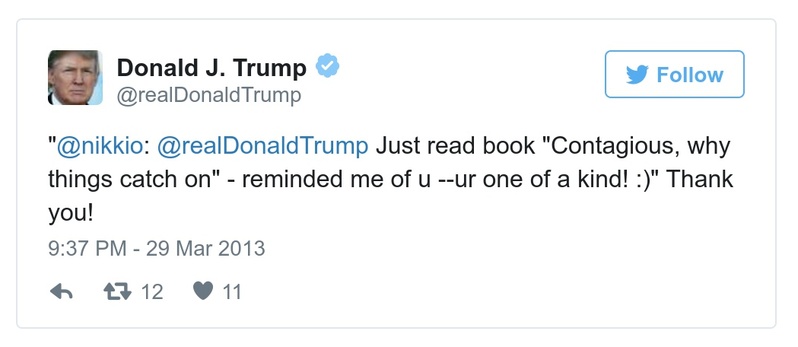 Donald J. Trump
@realDonaldTrump
Follow
"@nikkio: @realDonaldTrump Just read book "Contagious, why
things catch on" - reminded me of u --ur one of a kind! :)" Thank
you!
9:37 PM - 29 Mar 2013
12 11